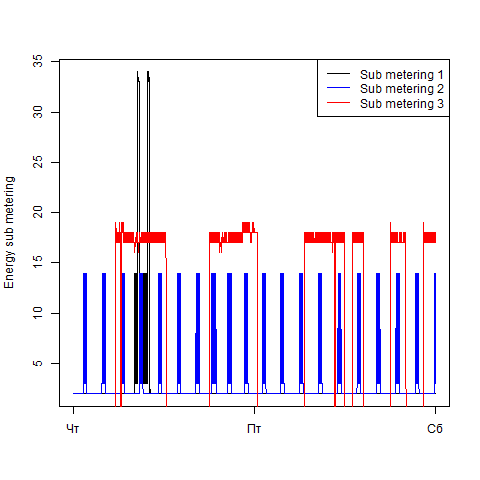 Sub metering 1
Sub metering 2
Sub metering 3
Energy sub metering
35
30
25
20
15
10
5
Чт Пт Сб